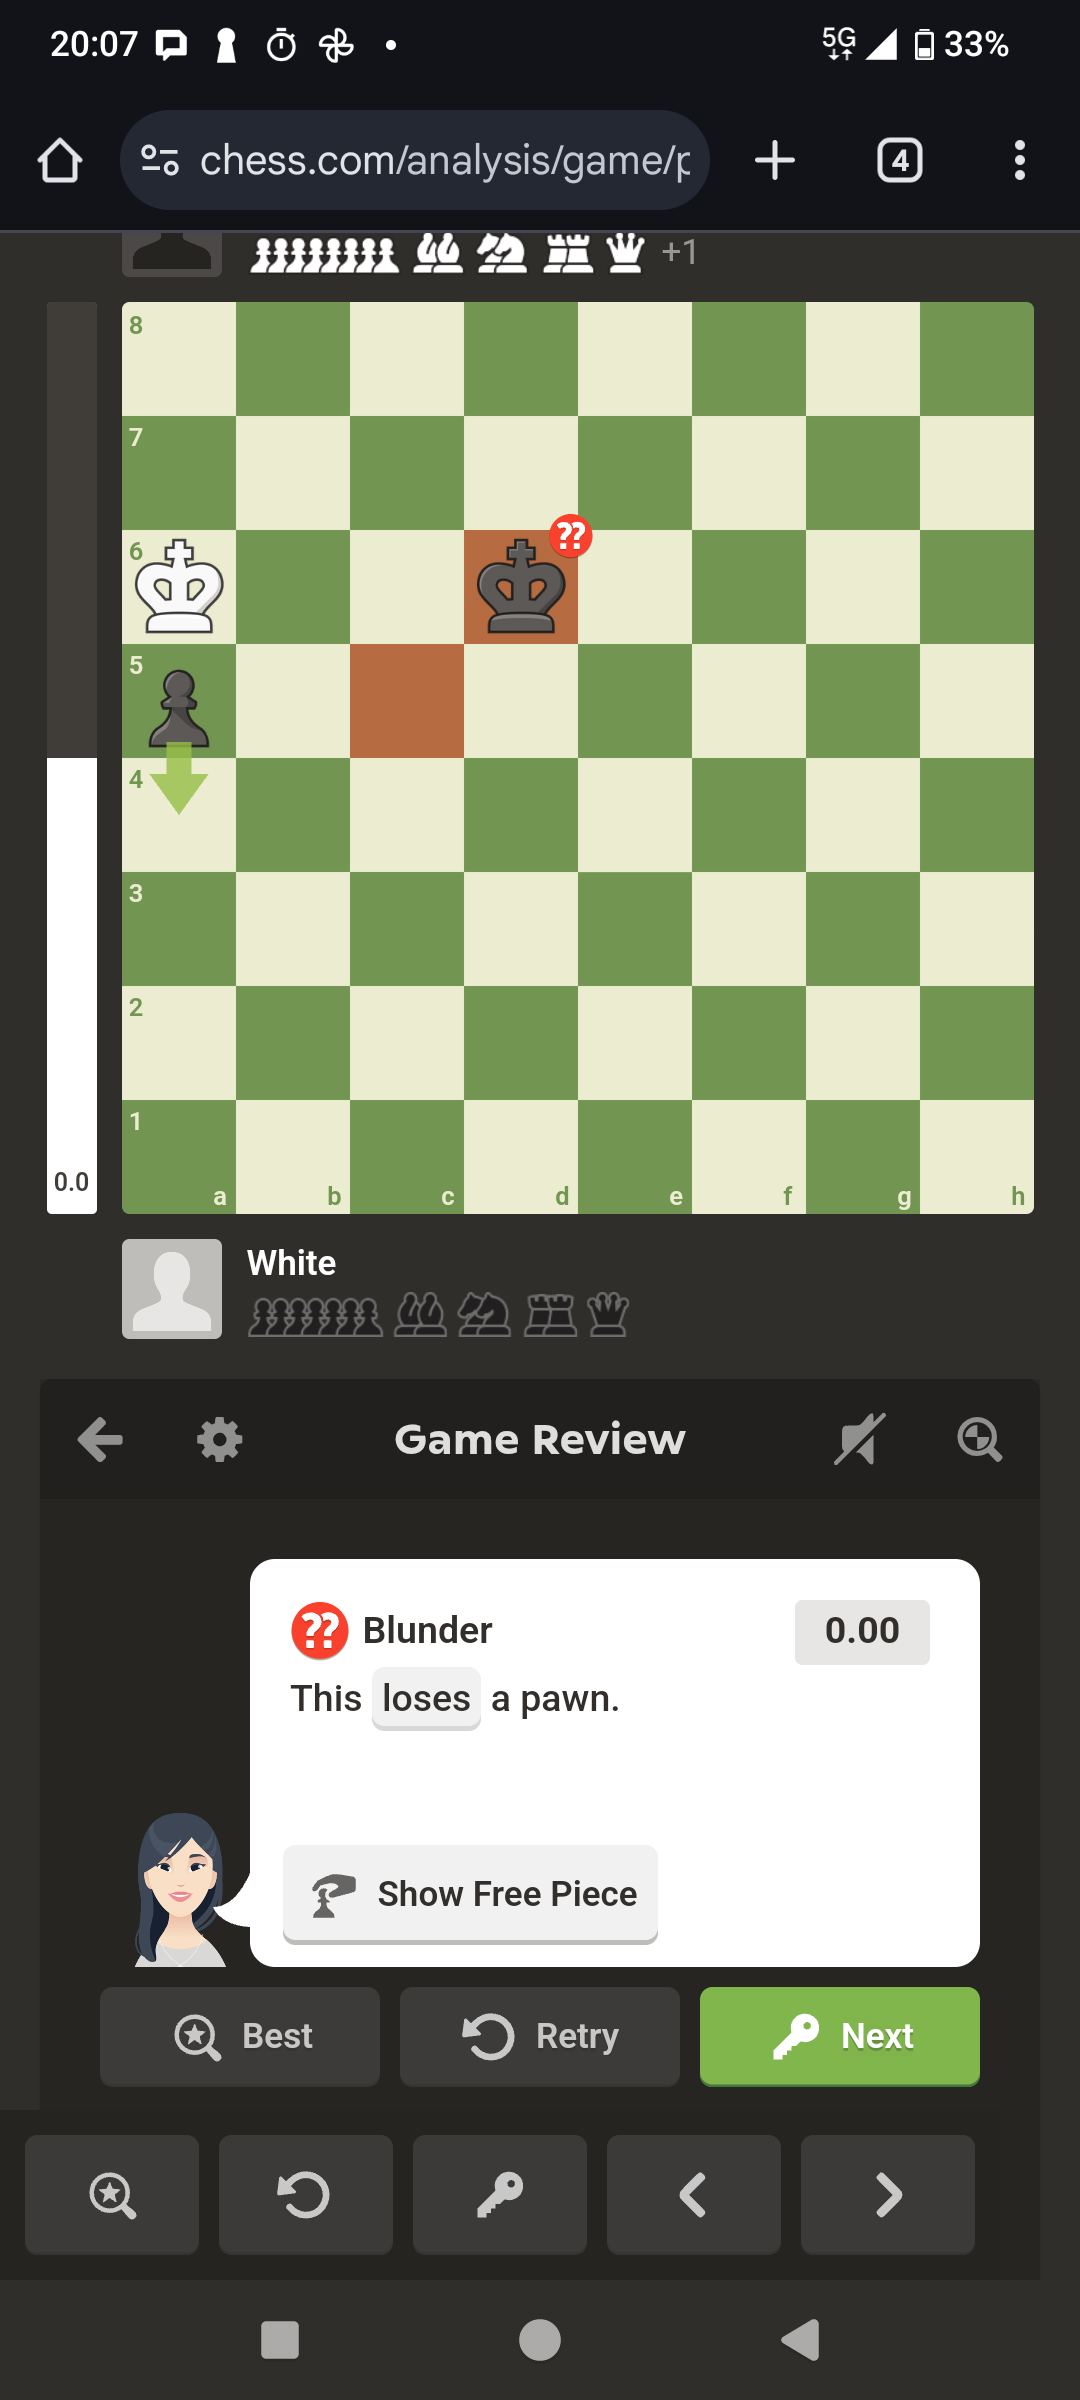 20:07 5G 33%
chess.com/analysis/game/p 4
+1
8
7
6 ??
5
4
3
2
1
a b c d e f g h
0.0
White
Game Review
?? Blunder 0.00
This loses a pawn.
Show Free Piece
Best Retry Next